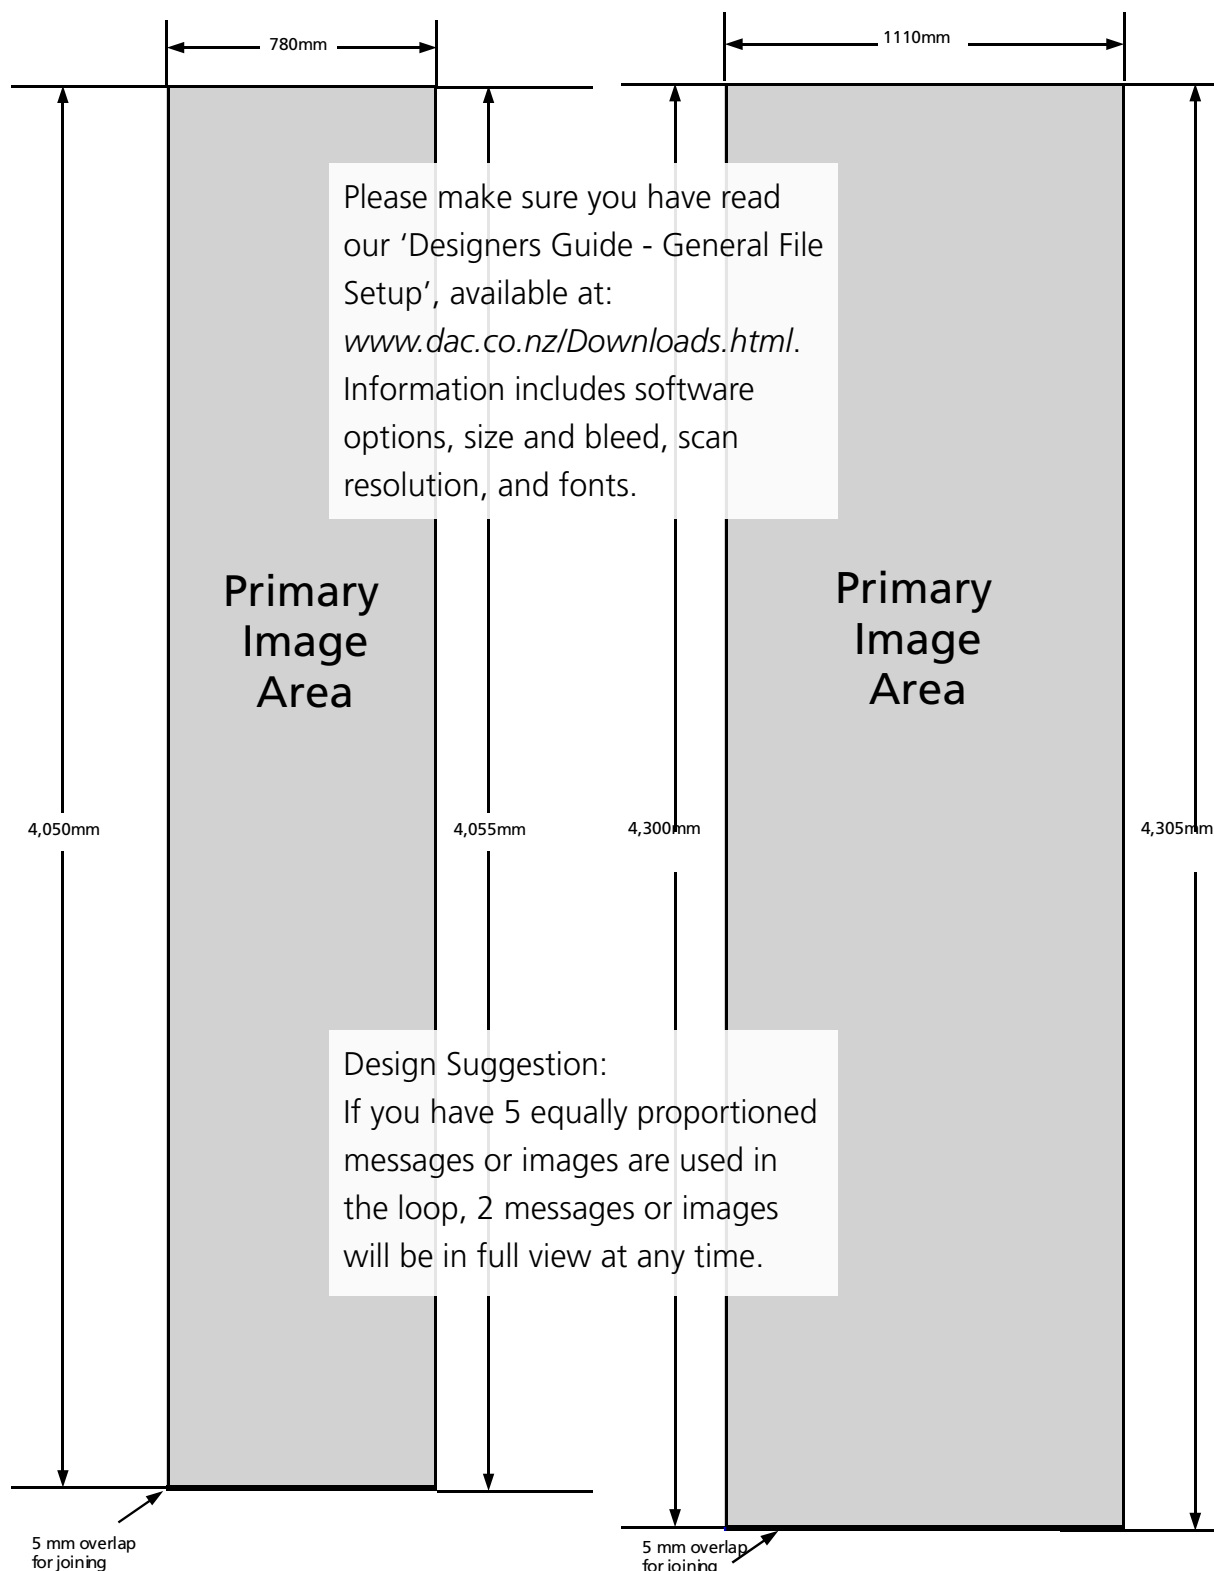 780mm
1110mm
Please make sure you have read
our ‘Designers Guide - General File
Setup’, available at:
www.dac.co.nz/Downloads.html.
Information includes software
options, size and bleed, scan
resolution, and fonts.
Primary
Image
Area
Primary
Image
Area
4,050mm
4,055mm
4,300mm
4,305mm
Design Suggestion:
If you have 5 equally proportioned
messages or images are used in
the loop, 2 messages or images
will be in full view at any time.
5 mm overlap
for joining
5 mm overlap
for joining